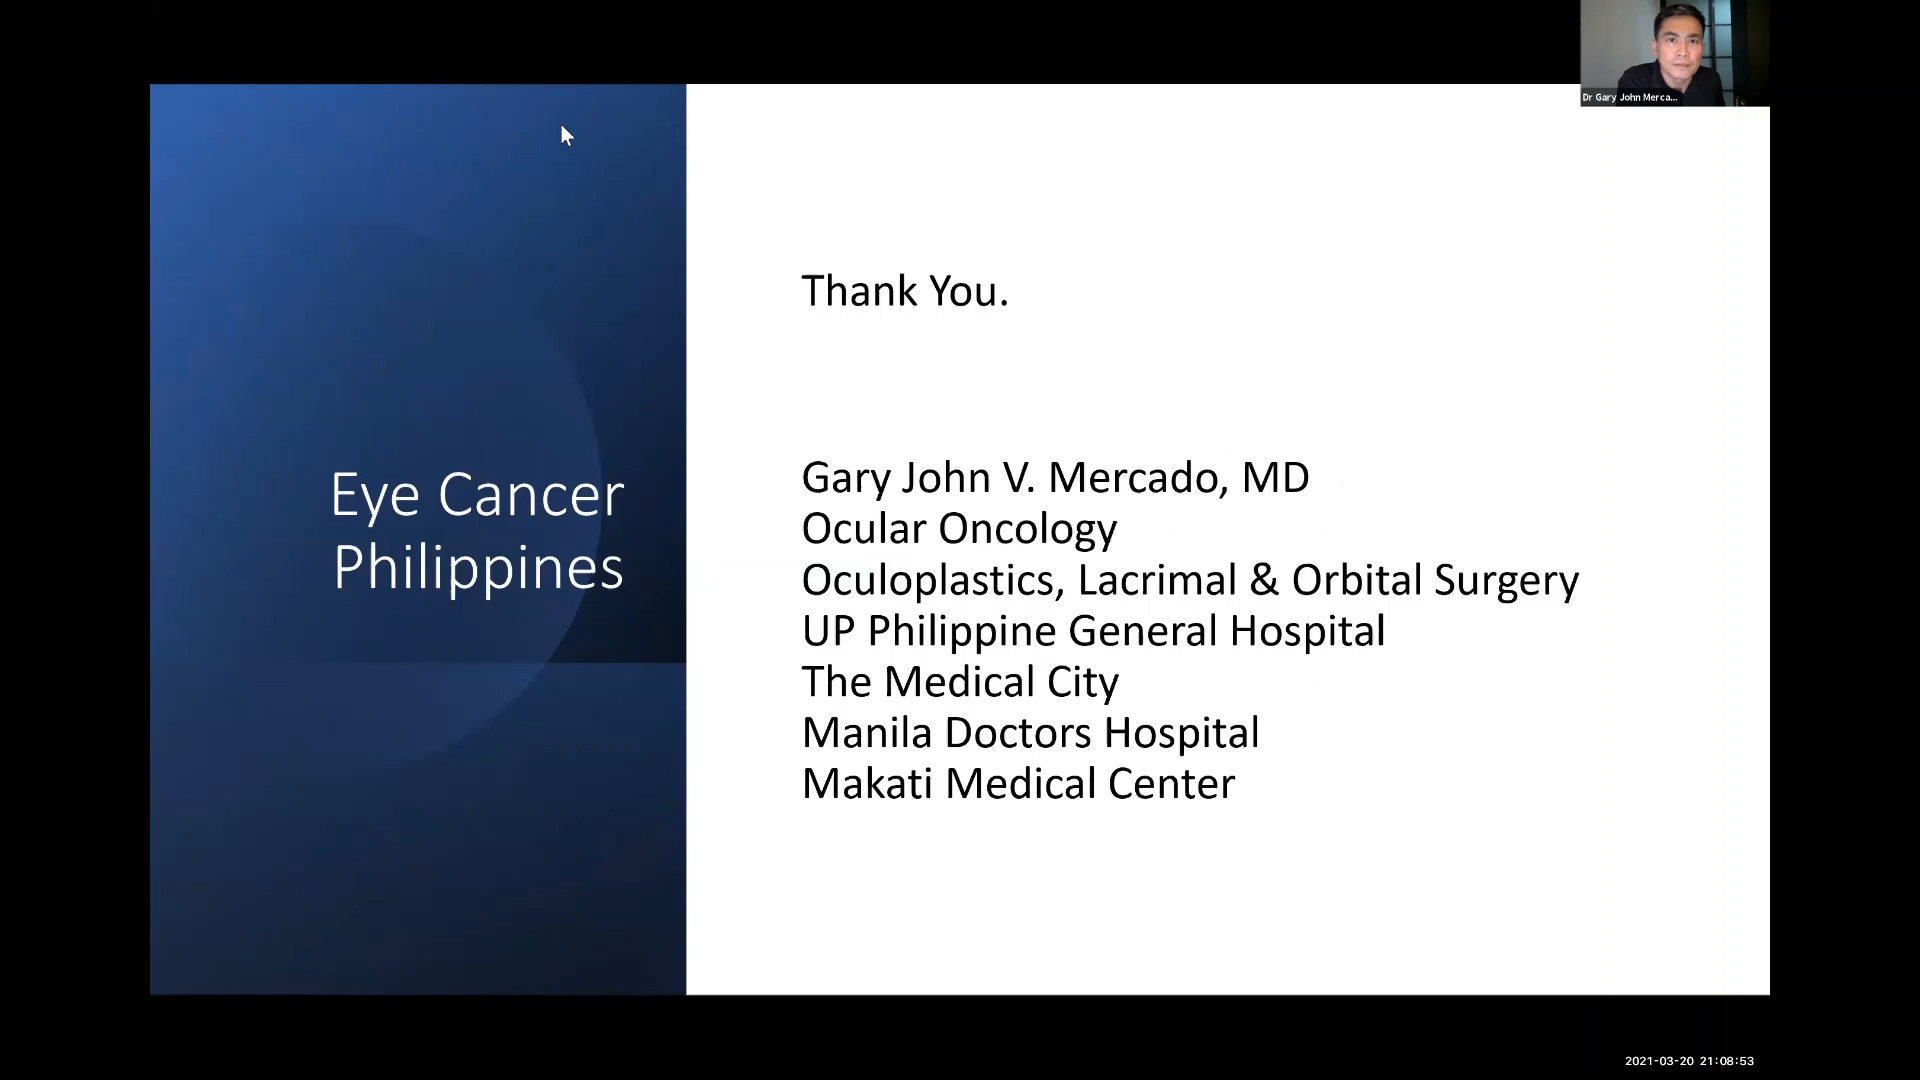 Dr Gary John Merca...
Thank You.
Eye Cancer
Philippines
Gary John V. Mercado, MD
Ocular Oncology
Oculoplastics, Lacrimal & Orbital Surgery
UP Philippine General Hospital
The Medical City
Manila Doctors Hospital
Makati Medical Center
2021-03-20 21:08:53